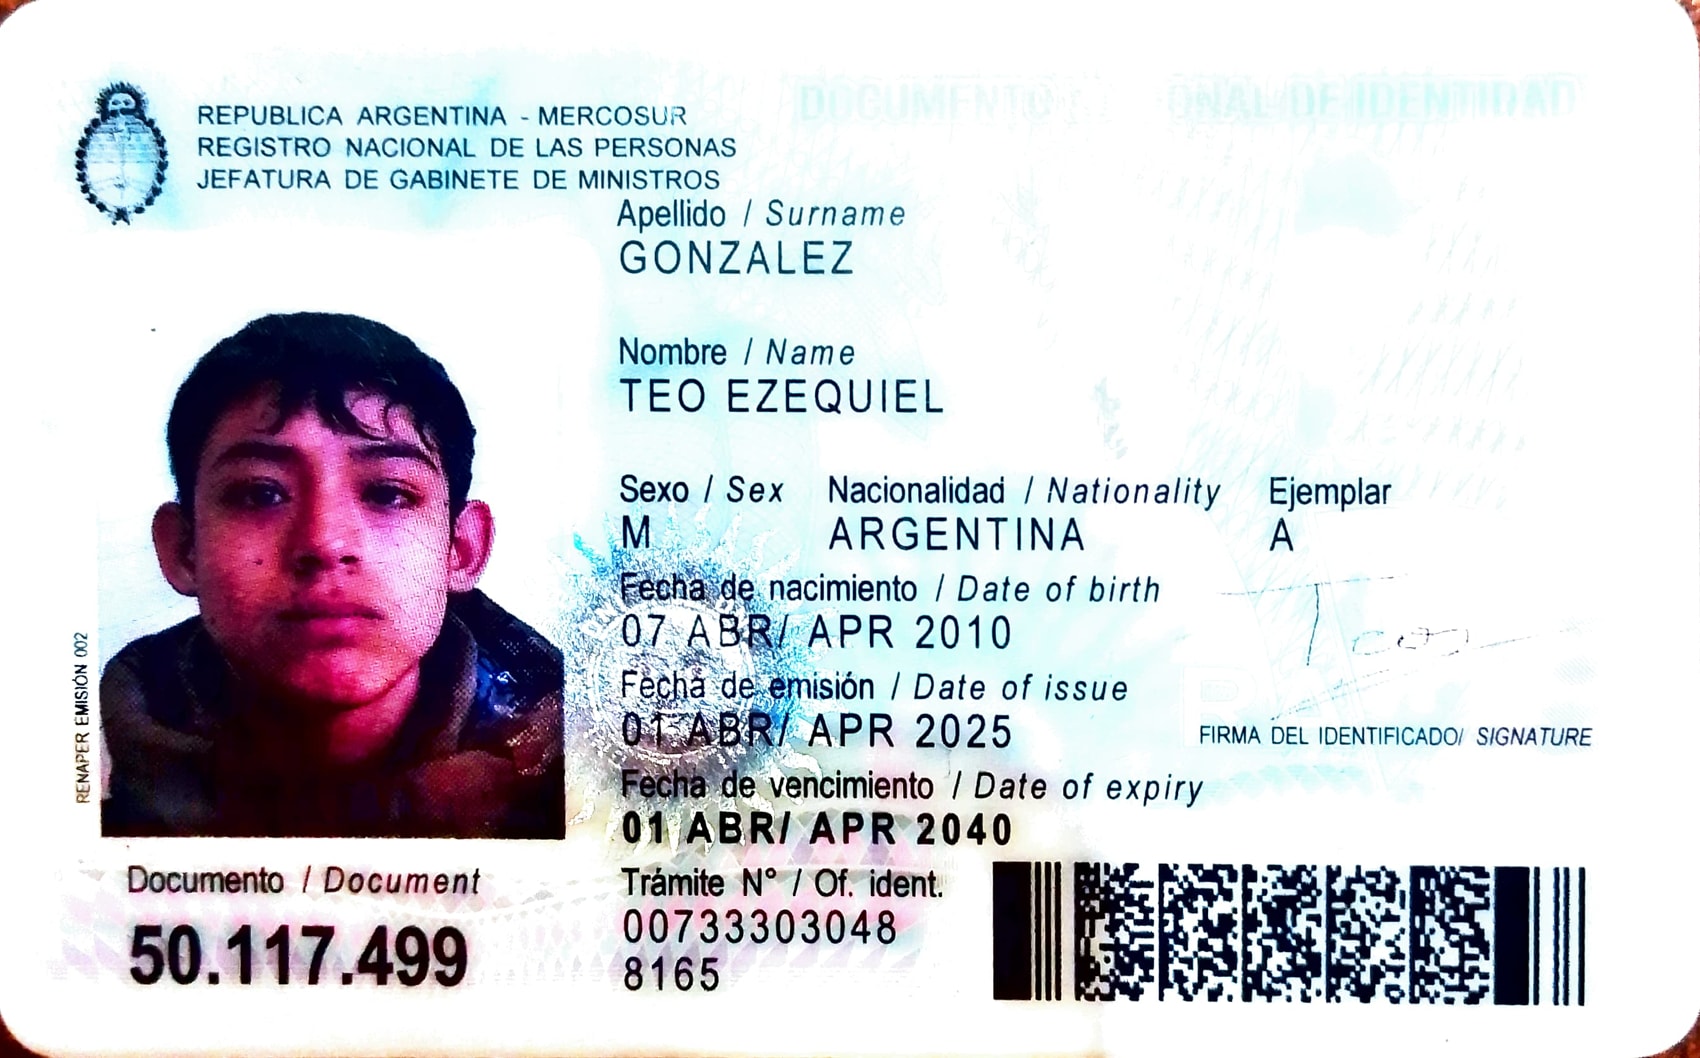 DOCUMENTO NACIONAL DE IDENTIDAD
REPUBLICA ARGENTINA - MERCOSUR
REGISTRO NACIONAL DE LAS PERSONAS
JEFATURA DE GABINETE DE MINISTROS
Apellido / Surname
GONZALEZ
Nombre / Name
TEO EZEQUIEL
Sexo / Sex Nacionalidad / Nationality Ejemplar
M ARGENTINA A
Fecha de nacimiento / Date of birth
07 ABR/ APR 2010
Fecha de emisión / Date of issue
01 ABR/ APR 2025
Teo
FIRMA DEL IDENTIFICADO/ SIGNATURE
Fecha de vencimiento / Date of expiry
01 ABR/ APR 2040
RENAPER EMISIÓN 002
Documento / Document
50.117.499
Trámite N° / Of. ident.
00733303048
8165